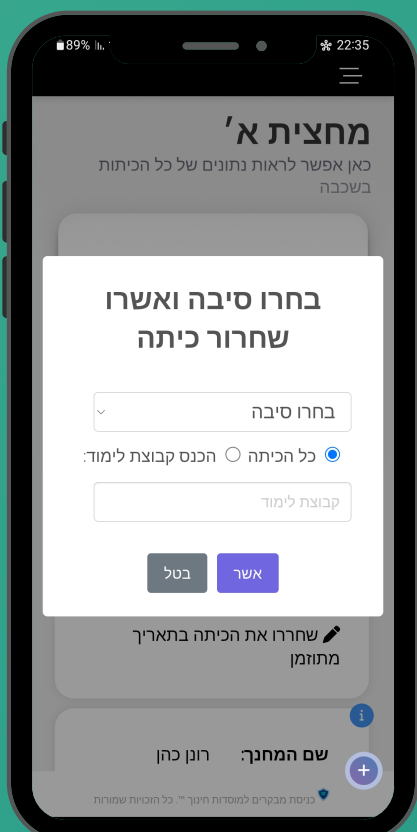 89% 22:35
מחצית א׳
כאן אפשר לראות נתונים של כל הכיתות
בשכבה
בחרו סיבה ואשרו
שחרור כיתה
בחרו סיבה
כל הכיתה הכנס קבוצת לימוד:
קבוצת לימוד
אשר בטל
שחררו את הכיתה בתאריך
מתוזמן
i
שם המחנך: רונן כהן
+
כניסת מבקרים למוסדות חינוך ™. כל הזכויות שמורות